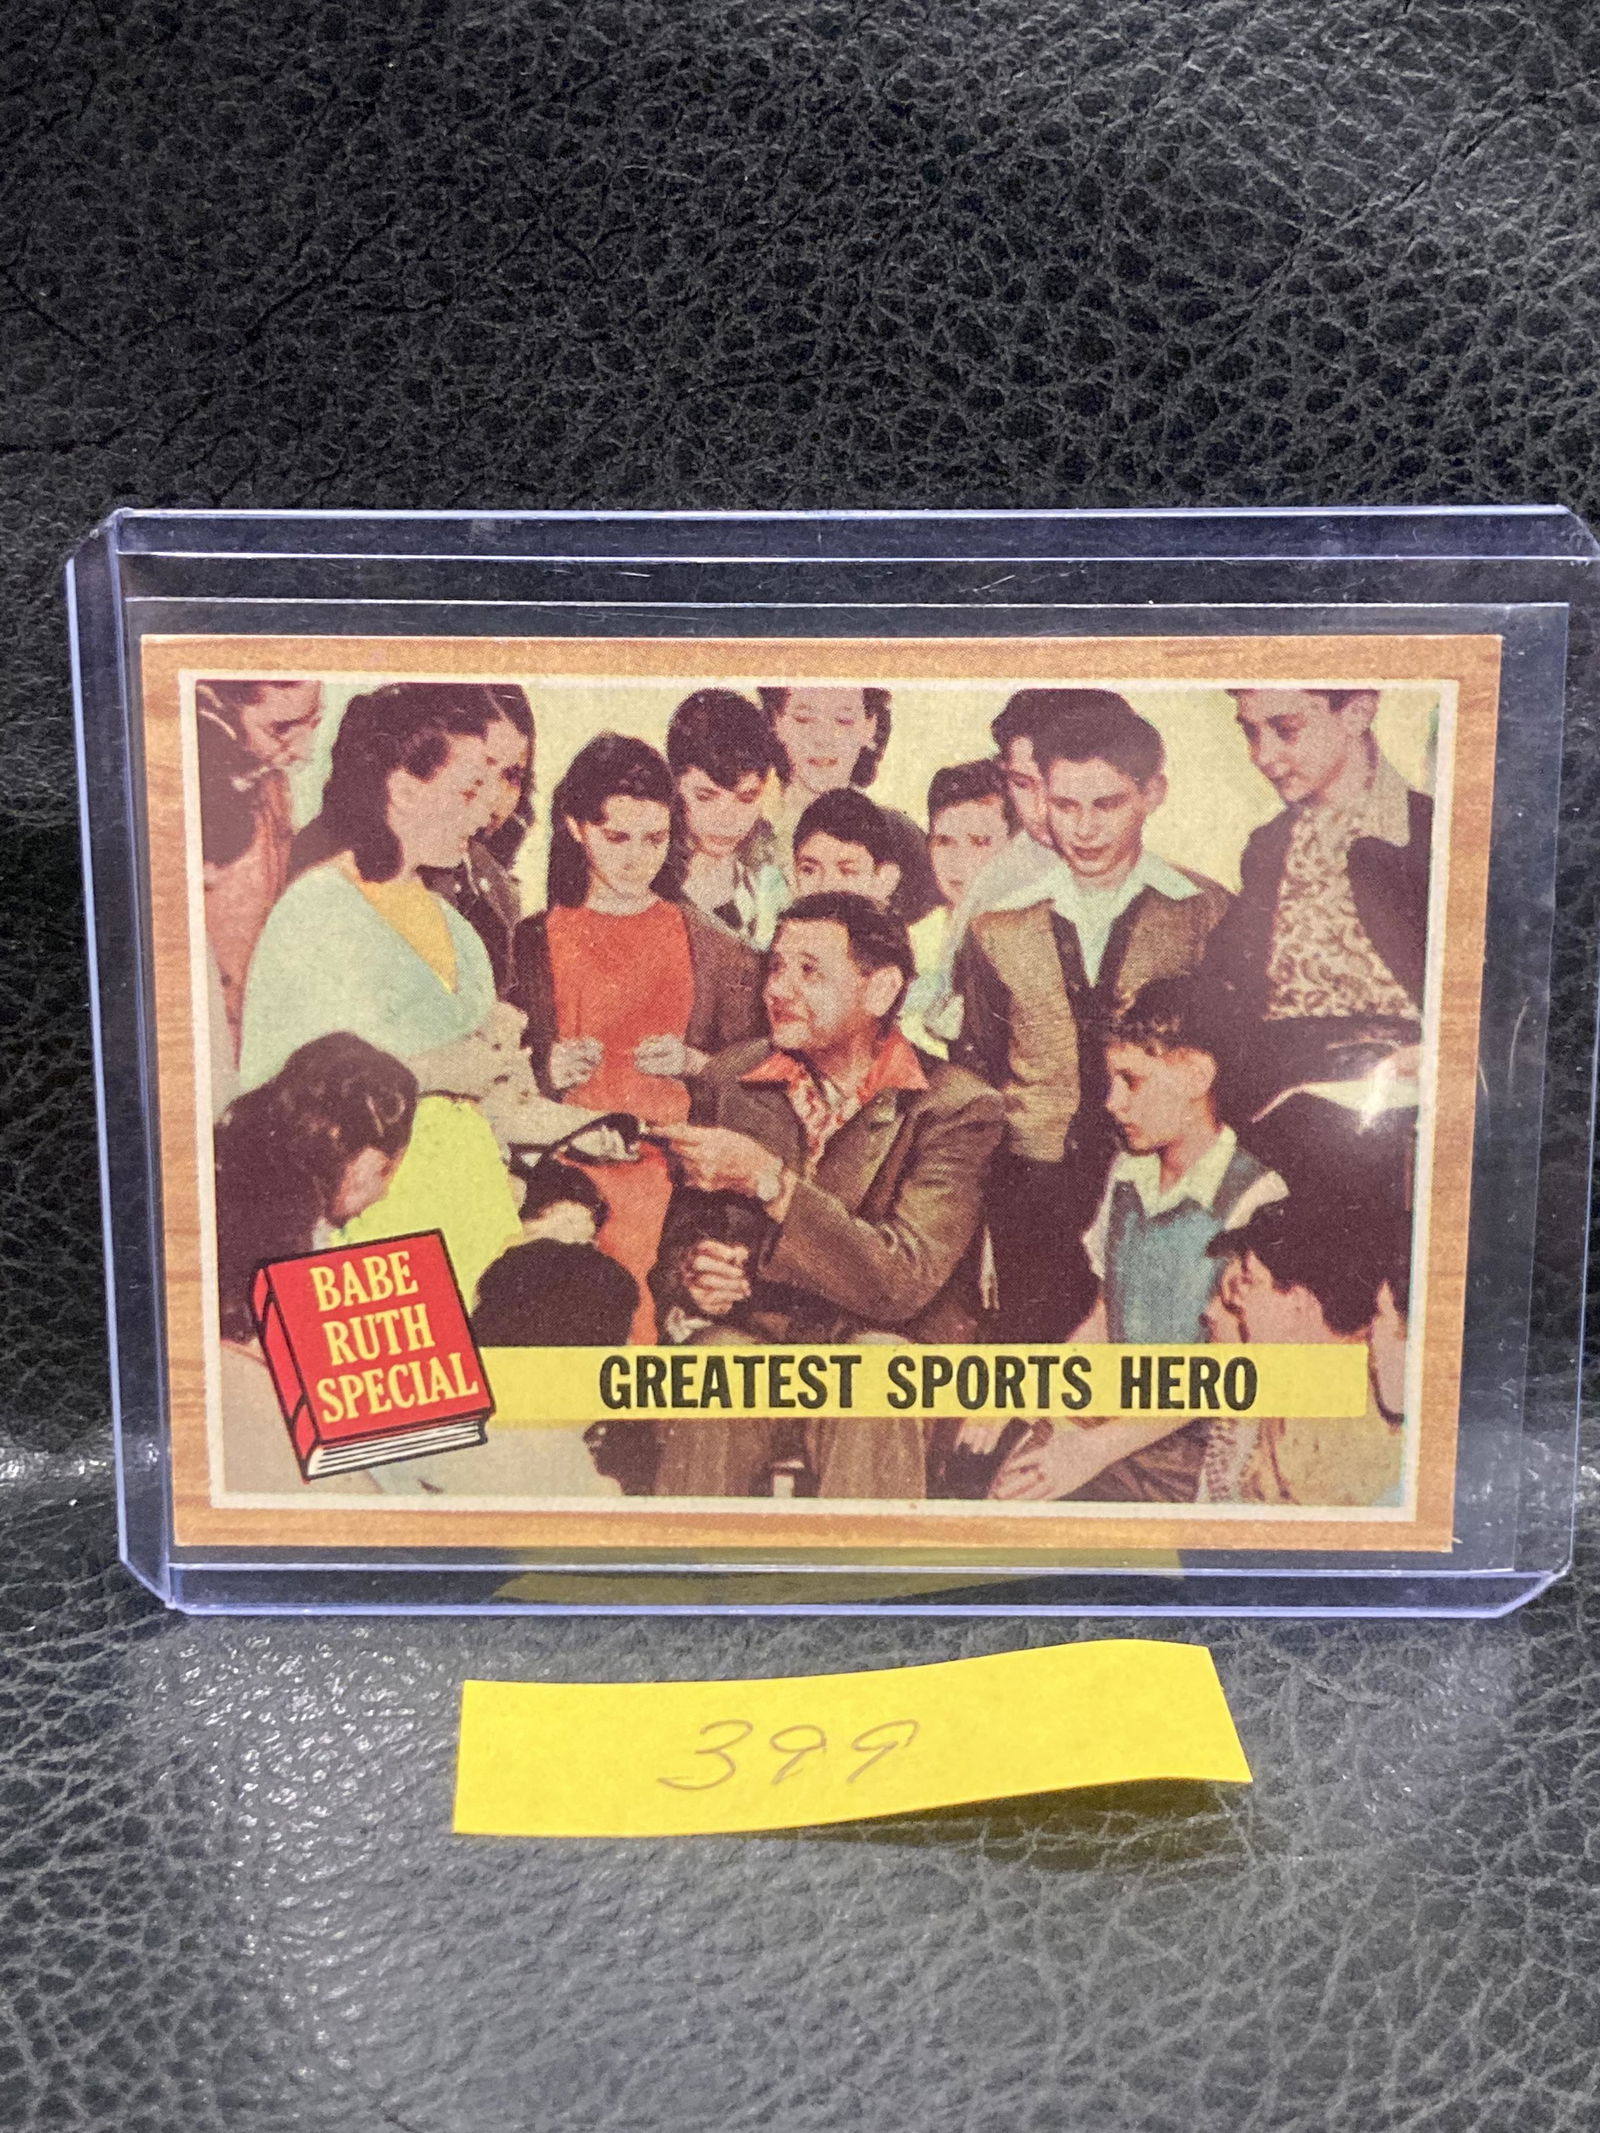 BABE
RUTH
SPECIAL
GREATEST SPORTS HERO
399